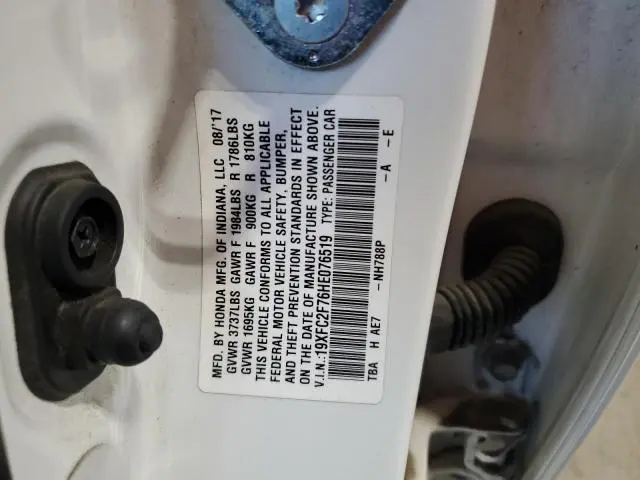 MFD. BY HONDA MFG. OF INDIANA, LLC 08/'17
GVWR 3737LBS GAWR F 1984LBS R 1786LBS
GVWR 1695KG GAWR F 900KG R 810KG
THIS VEHICLE CONFORMS TO ALL APPLICABLE
FEDERAL MOTOR VEHICLE SAFETY, BUMPER,
AND THEFT PREVENTION STANDARDS IN EFFECT
ON THE DATE OF MANUFACTURE SHOWN ABOVE.
V.I.N.:19XFC2F76HE076519 TYPE: PASSENGER CAR
TBA H AE7 –NH788P –A –E